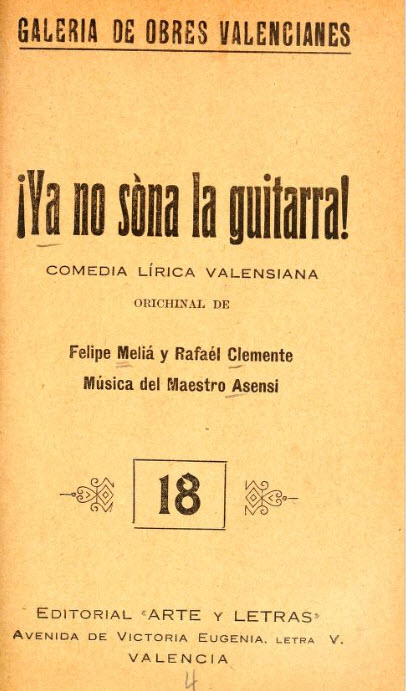 GALERIA DE OBRES VALENCIANES
¡Ya no sòna la guitarra!
COMEDIA LÍRICA VALENSIANA
ORICHINAL DE
Felipe Meliá y Rafaél Clemente
Música del Maestro Asensi
18
EDITORIAL «ARTE Y LETRAS»
AVENIDA DE VICTORIA EUGENIA, LETRA V.
VALENCIA
4